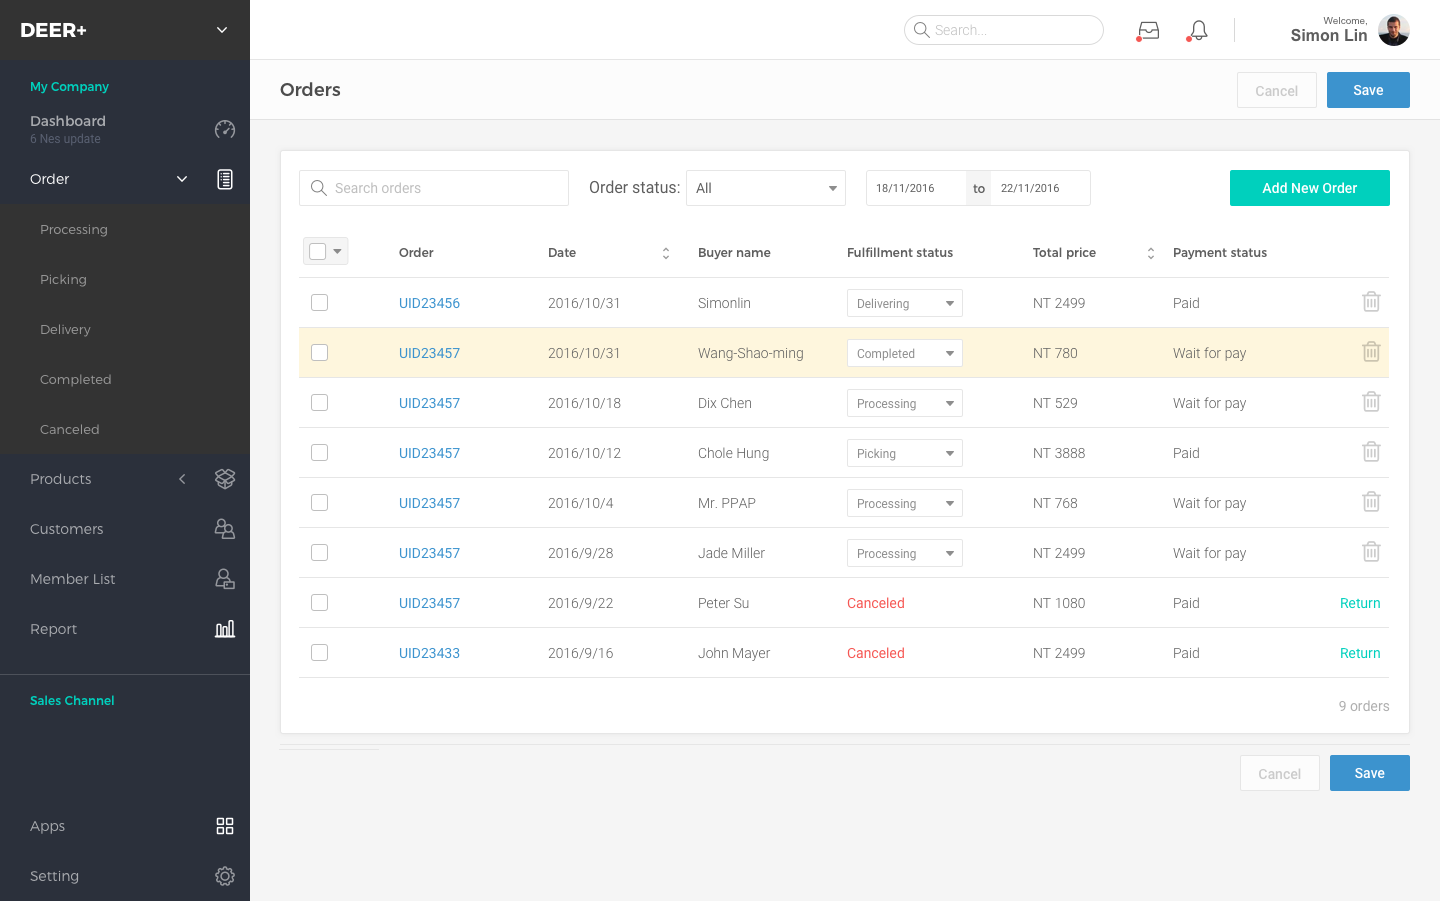 DEER+
Search...
Welcome,
Simon Lin
My Company
Dashboard
6 Nes update
Order
Processing
Picking
Delivery
Completed
Canceled
Products
Customers
Member List
Report
Sales Channel
Apps
Setting
Orders
Cancel
Save
Search orders
Order status: All
18/11/2016 to 22/11/2016
Add New Order
Order Date Buyer name Fulfillment status Total price Payment status
UID23456 2016/10/31 Simonlin Delivering NT 2499 Paid
UID23457 2016/10/31 Wang-Shao-ming Completed NT 780 Wait for pay
UID23457 2016/10/18 Dix Chen Processing NT 529 Wait for pay
UID23457 2016/10/12 Chole Hung Picking NT 3888 Paid
UID23457 2016/10/4 Mr. PPAP Processing NT 768 Wait for pay
UID23457 2016/9/28 Jade Miller Processing NT 2499 Wait for pay
UID23457 2016/9/22 Peter Su Canceled NT 1080 Paid Return
UID23433 2016/9/16 John Mayer Canceled NT 2499 Paid Return
9 orders
Cancel
Save